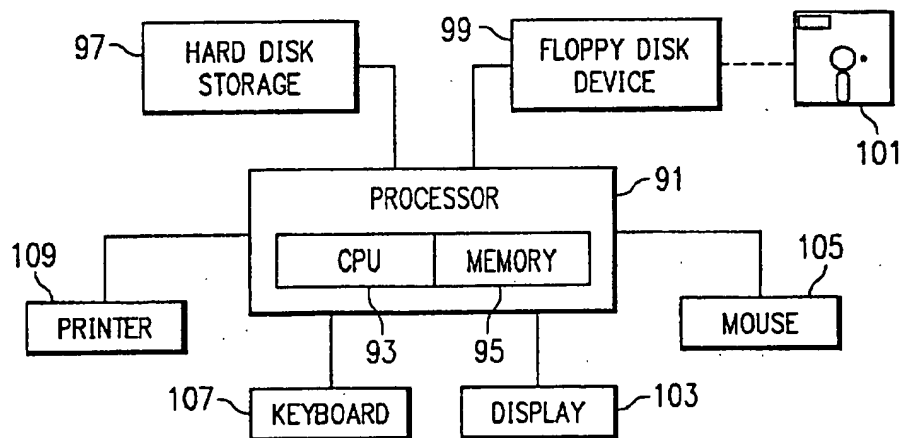 97
HARD DISK
STORAGE
99
FLOPPY DISK
DEVICE
101
PROCESSOR
91
CPU
MEMORY
93
95
109
PRINTER
105
MOUSE
107
KEYBOARD
DISPLAY
103